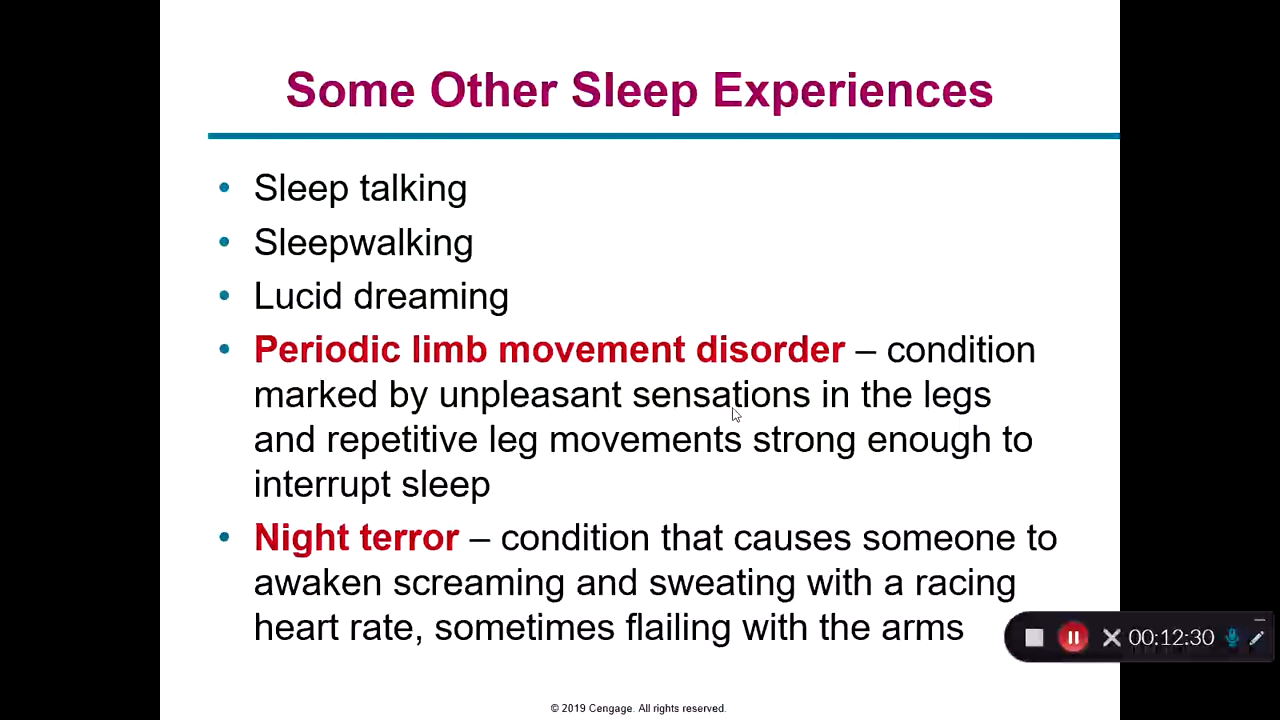 Some Other Sleep Experiences
• Sleep talking
• Sleepwalking
• Lucid dreaming
• Periodic limb movement disorder – condition
marked by unpleasant sensations in the legs
and repetitive leg movements strong enough to
interrupt sleep
• Night terror – condition that causes someone to
awaken screaming and sweating with a racing
heart rate, sometimes flailing with the arms
00:12:30
© 2019 Cengage. All rights reserved.